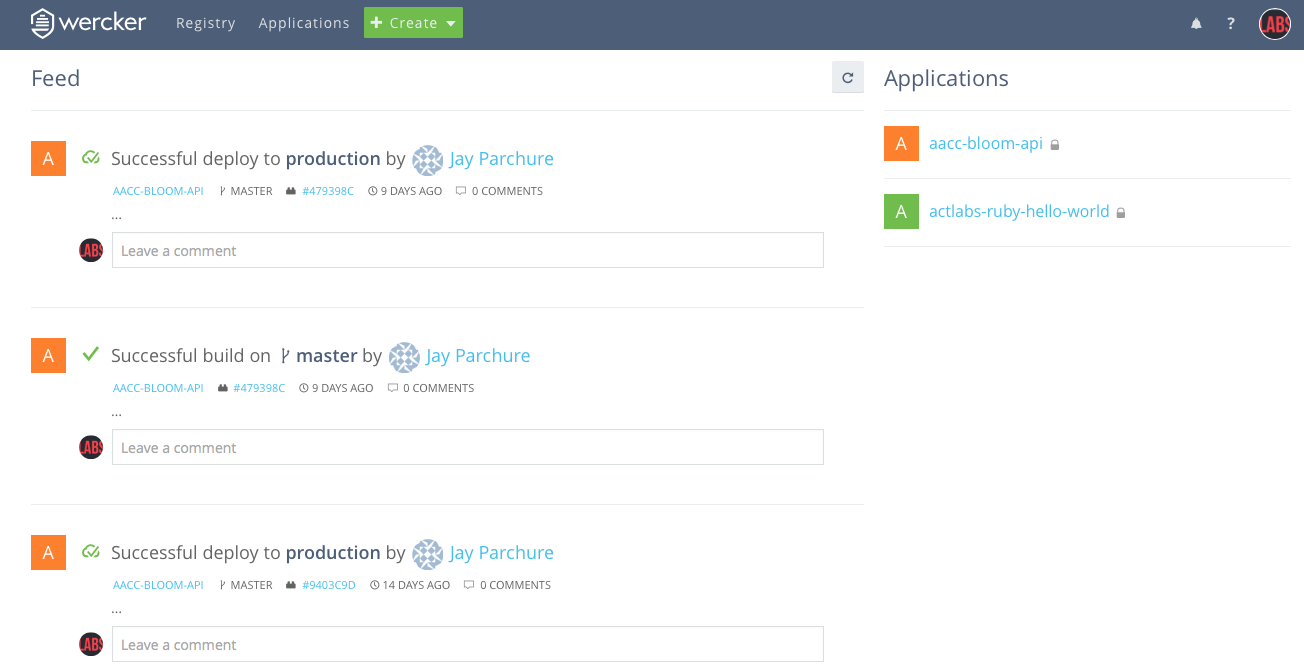 wercker Registry Applications + Create ? LABS
Feed
A Successful deploy to production by Jay Parchure
AACC-BLOOM-API MASTER #479398C 9 DAYS AGO 0 COMMENTS
...
LABS Leave a comment
A Successful build on master by Jay Parchure
AACC-BLOOM-API #479398C 9 DAYS AGO 0 COMMENTS
...
LABS Leave a comment
A Successful deploy to production by Jay Parchure
AACC-BLOOM-API MASTER #9403C9D 14 DAYS AGO 0 COMMENTS
...
LABS Leave a comment
Applications
A aacc-bloom-api
A actlabs-ruby-hello-world